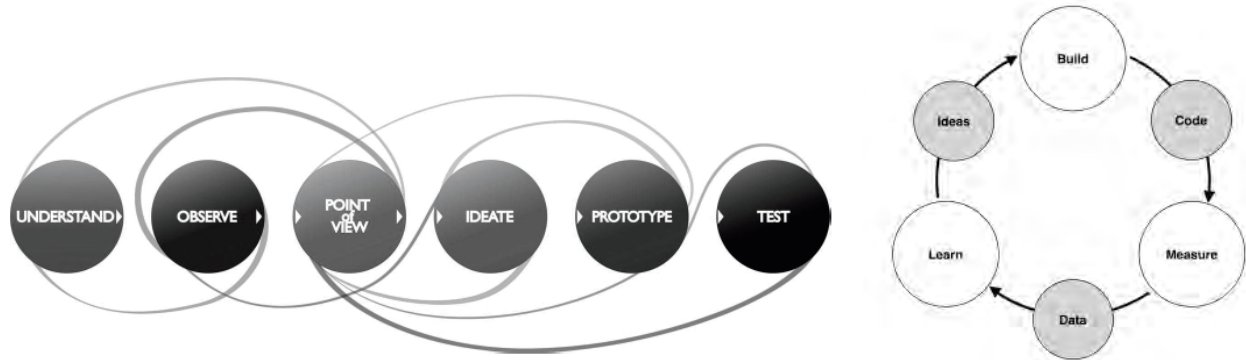 UNDERSTAND
OBSERVE
POINT
of
VIEW
IDEATE
PROTOTYPE
TEST
Build
Code
Measure
Data
Learn
Ideas